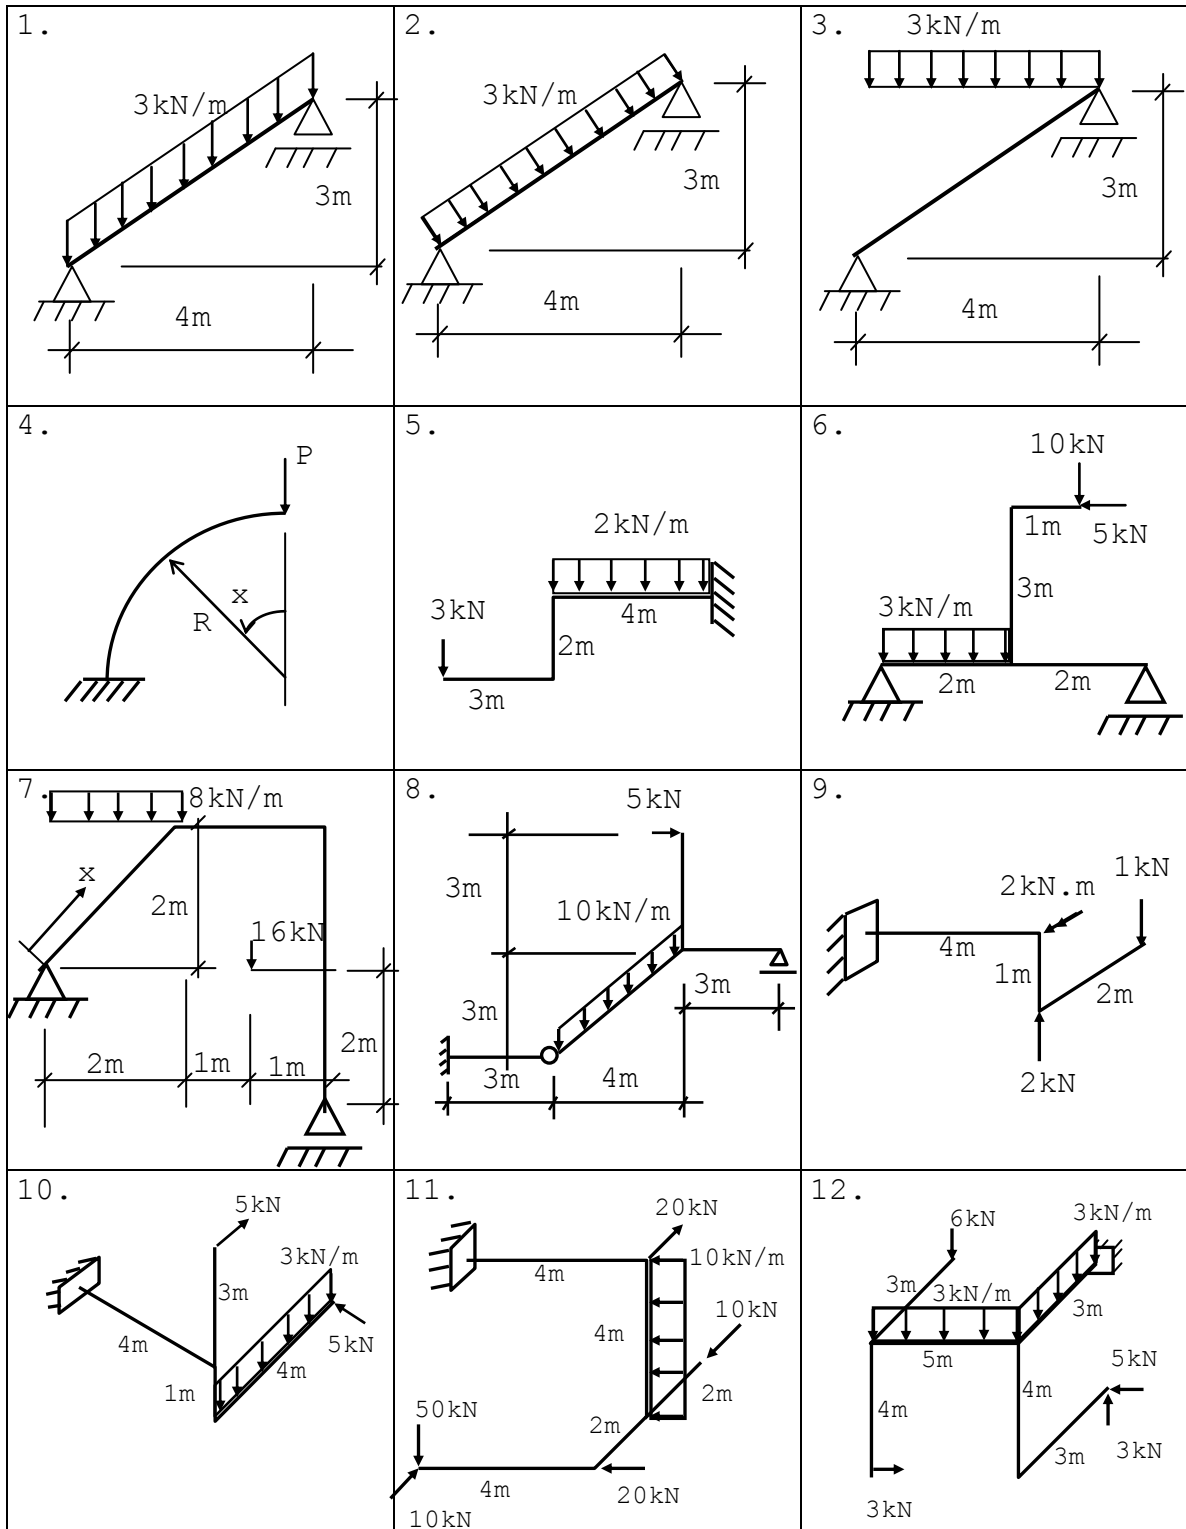 1.
3kN/m
3m
4m
2.
3kN/m
3m
4m
3.
3kN/m
3m
4m
4.
P
x
R
5.
2kN/m
3kN
4m
2m
3m
6.
10kN
1m
5kN
3m
3kN/m
2m
2m
7.
8kN/m
x
2m
16kN
2m
2m
1m
1m
8.
5kN
3m
10kN/m
3m
3m
3m
4m
9.
1kN
2kN.m
4m
1m
2m
2kN
10.
5kN
3kN/m
3m
5kN
4m
4m
1m
11.
20kN
10kN/m
4m
10kN
4m
2m
50kN
2m
4m
20kN
10kN
12.
6kN
3kN/m
3m
3kN/m
3m
5m
5kN
4m
4m
3m
3kN
3kN